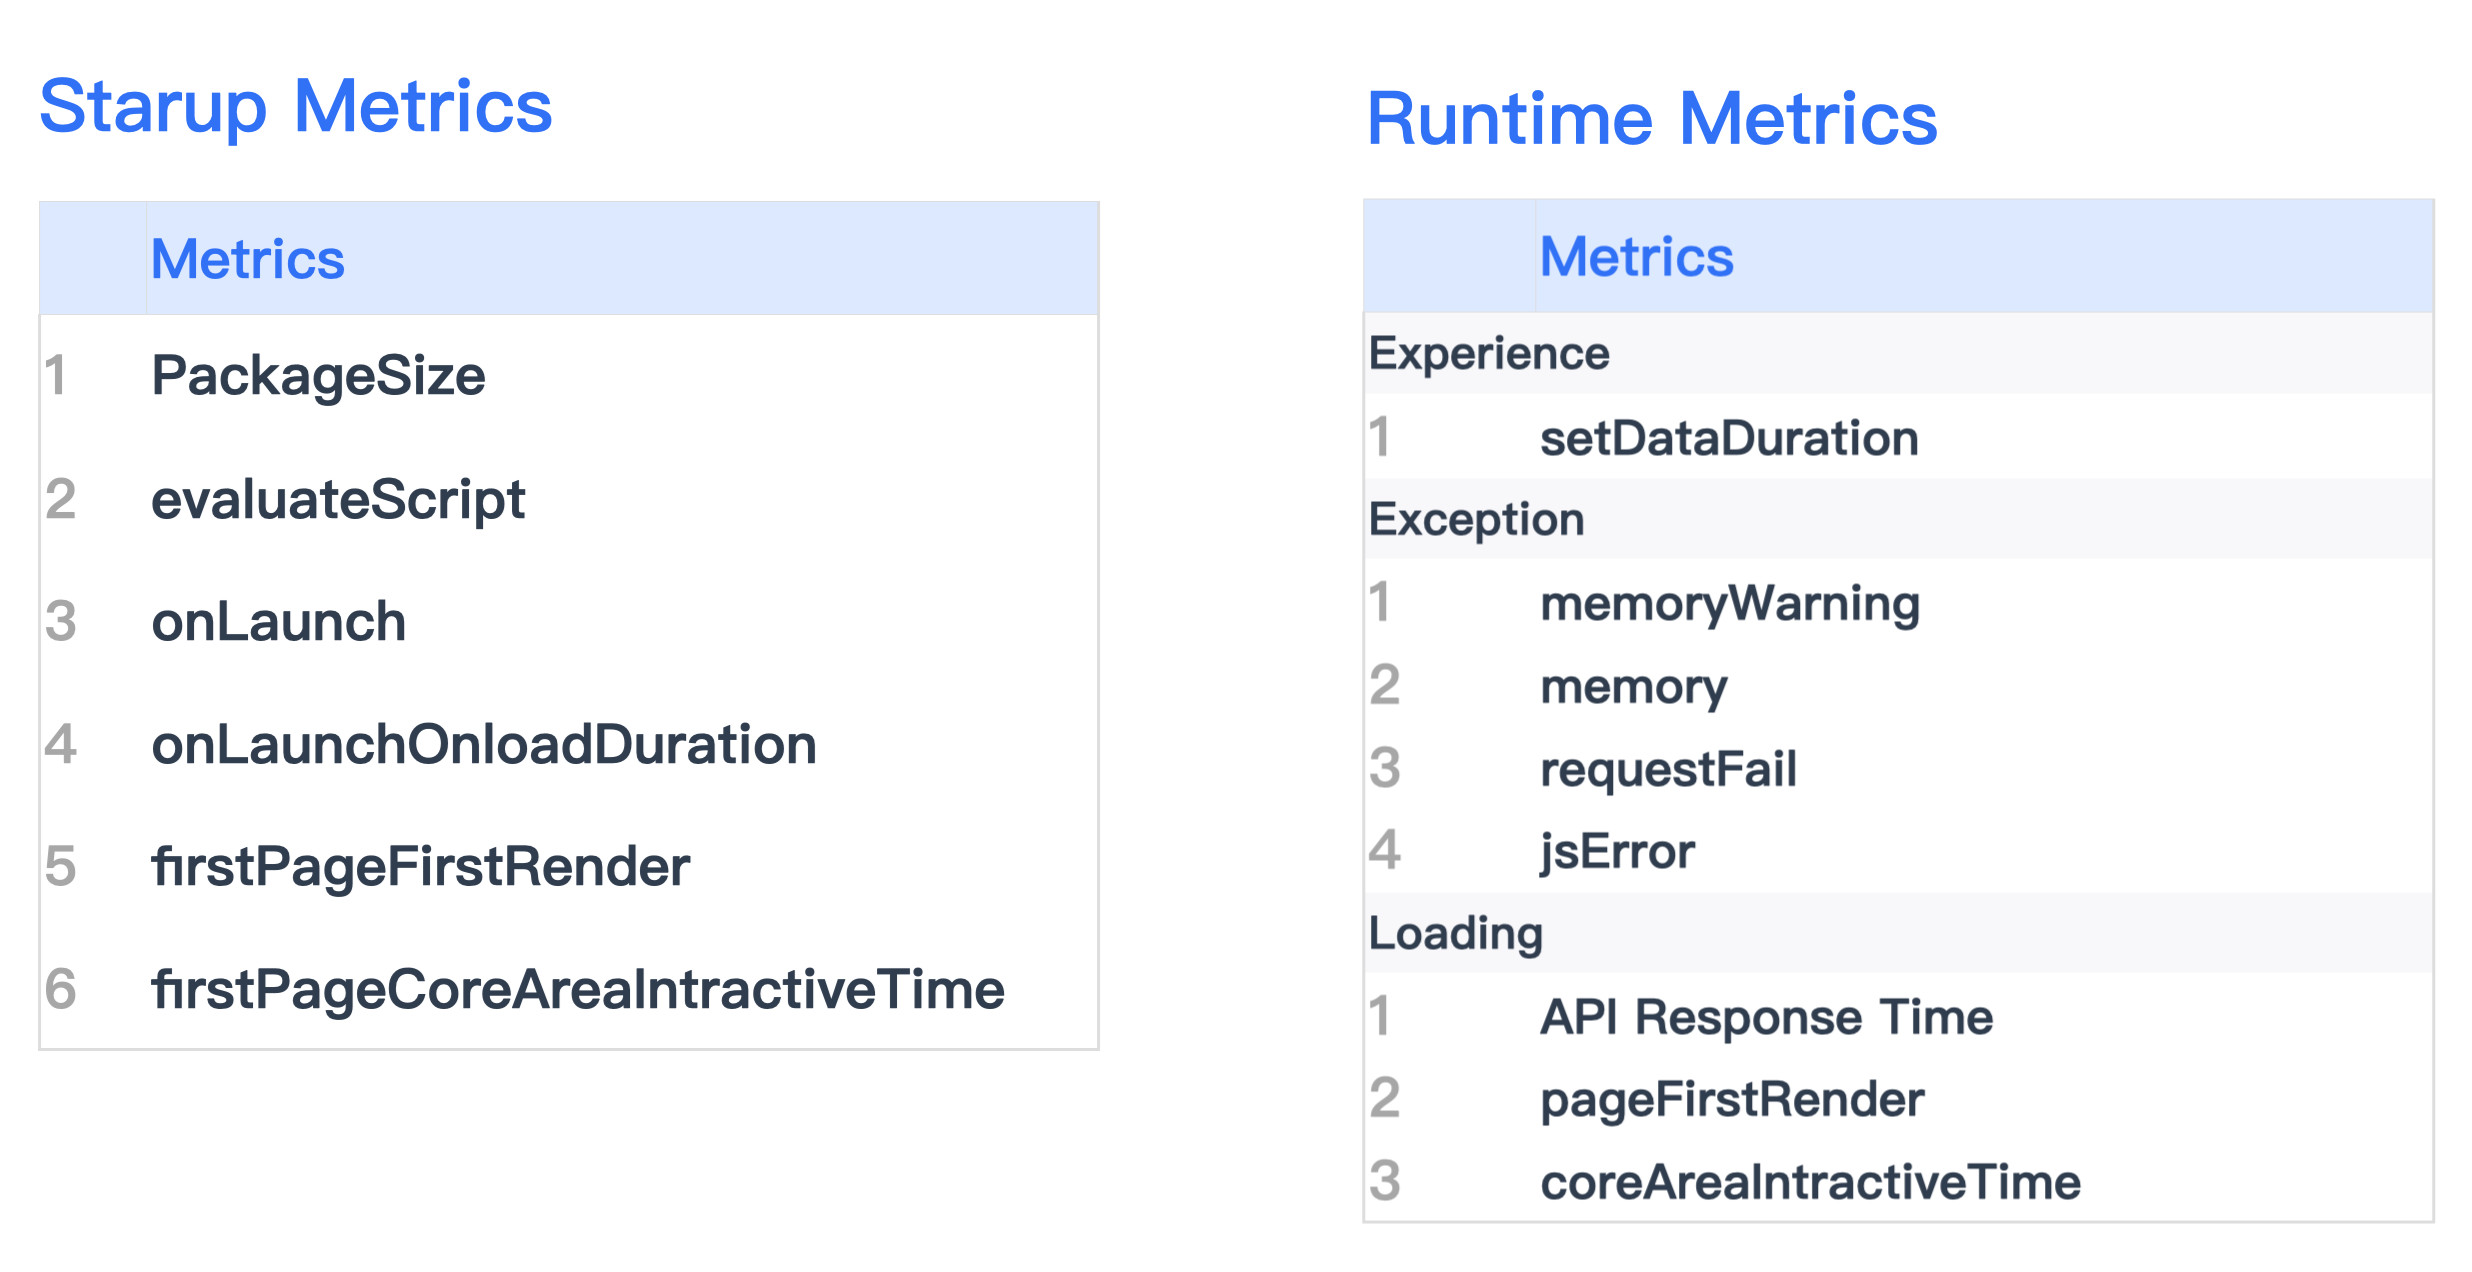 Starup Metrics
Metrics
1 PackageSize
2 evaluateScript
3 onLaunch
4 onLaunchOnloadDuration
5 firstPageFirstRender
6 firstPageCoreAreaIntractiveTime
Runtime Metrics
Metrics
Experience
1 setDataDuration
Exception
1 memoryWarning
2 memory
3 requestFail
4 jsError
Loading
1 API Response Time
2 pageFirstRender
3 coreAreaIntractiveTime